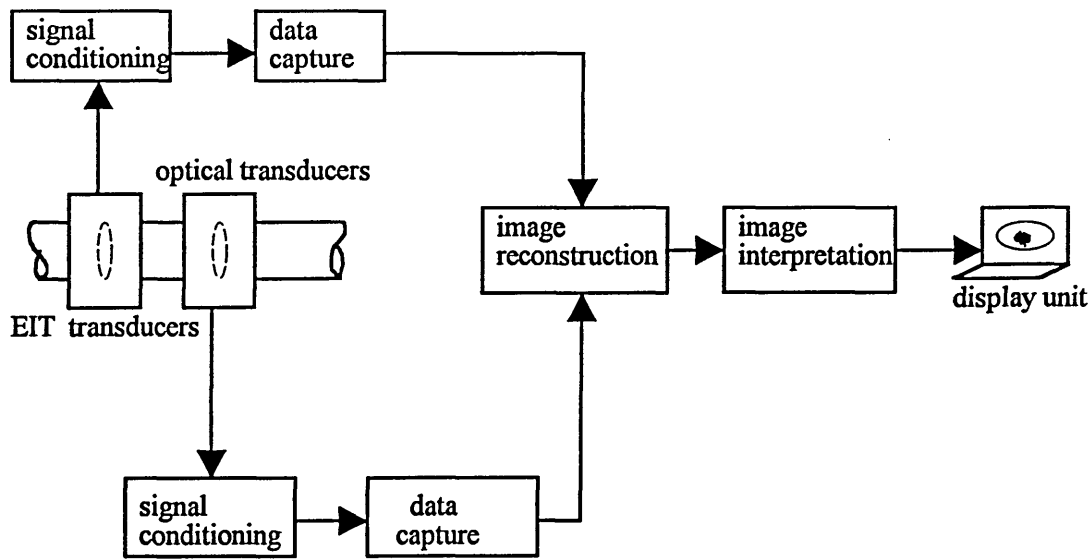 signal
conditioning
data
capture
optical transducers
EIT transducers
image
reconstruction
image
interpretation
display unit
signal
conditioning
data
capture